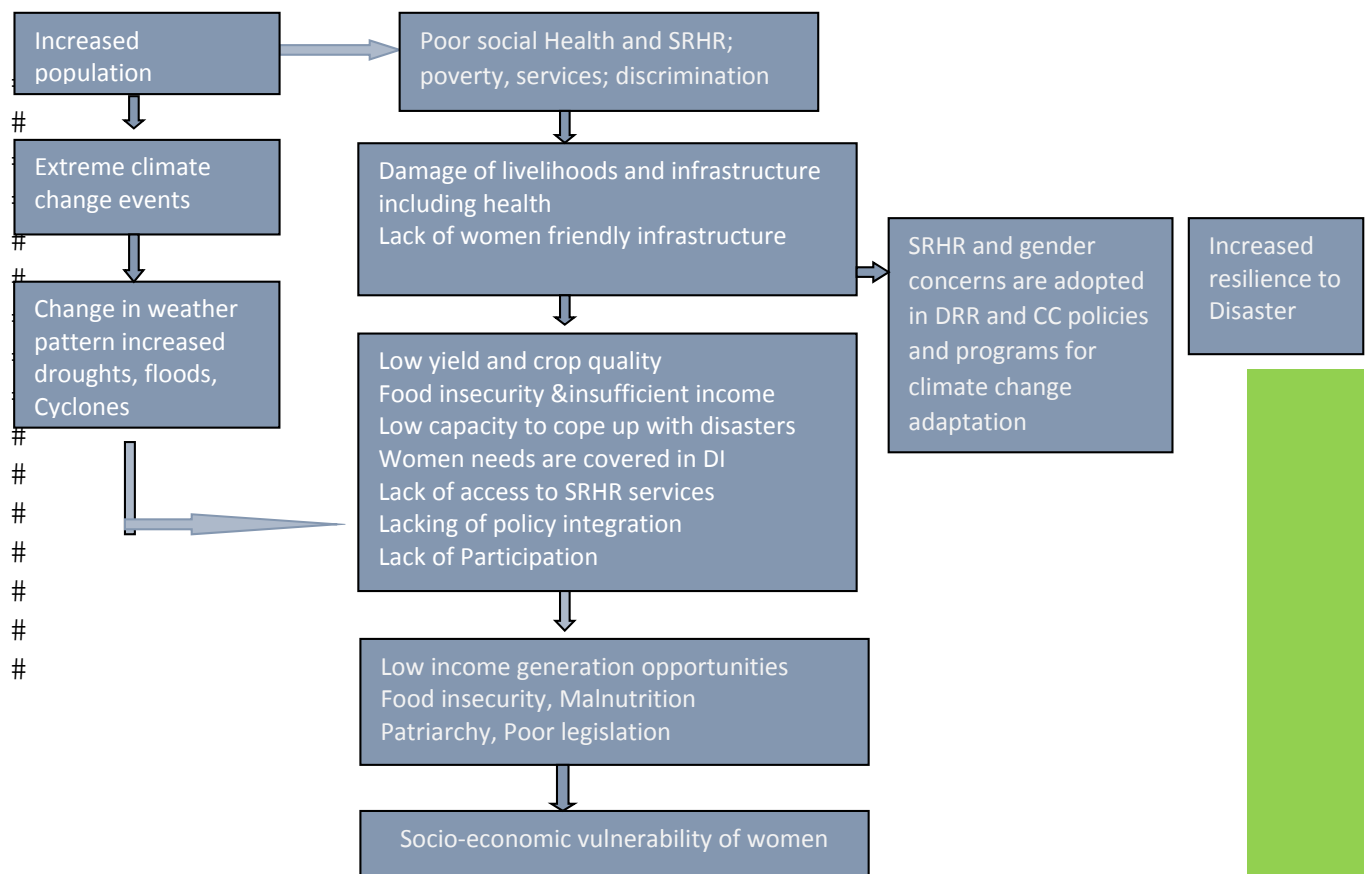 Increased
population
Poor social Health and SRHR;
poverty, services; discrimination
#
Extreme climate
change events
Damage of livelihoods and infrastructure
including health
Lack of women friendly infrastructure
#
#
SRHR and gender
concerns are adopted
in DRR and CC policies
and programs for
climate change
adaptation
Increased
resilience to
Disaster
Change in weather
pattern increased
droughts, floods,
Cyclones
Low yield and crop quality
Food insecurity &insufficient income
Low capacity to cope up with disasters
Women needs are covered in DI
Lack of access to SRHR services
Lacking of policy integration
Lack of Participation
#
#
#
#
#
#
#
Low income generation opportunities
Food insecurity, Malnutrition
Patriarchy, Poor legislation
Socio-economic vulnerability of women